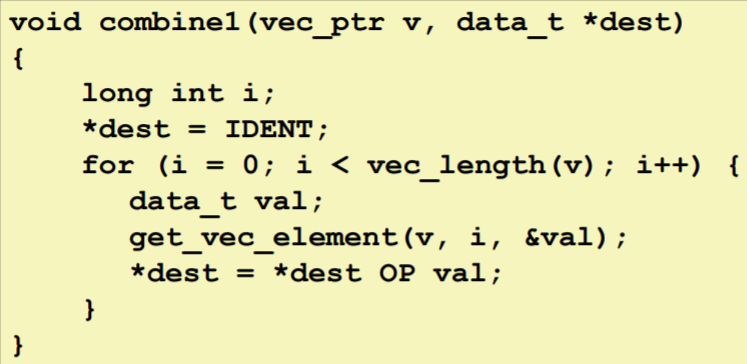 void combine1(vec_ptr v, data_t *dest)
{
    long int i;
    *dest = IDENT;
    for (i = 0; i < vec_length(v); i++) {
       data_t val;
       get_vec_element(v, i, &val);
       *dest = *dest OP val;
    }
}